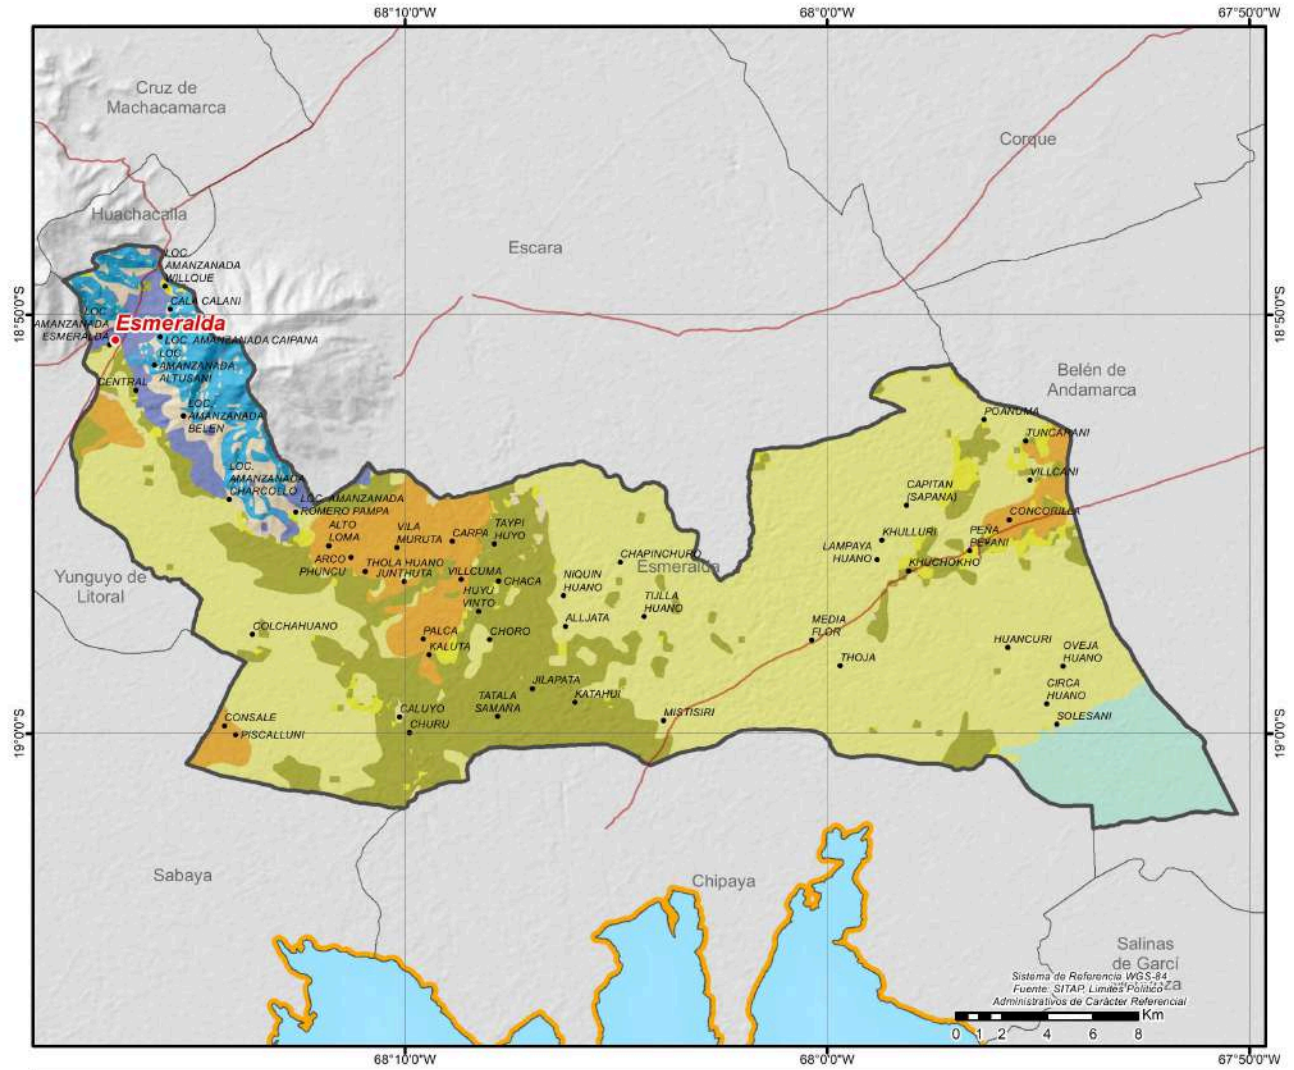 68°10'0"W
68°0'0"W
67°50'0"W
Cruz de
Machacamarca
Corque
Huachacalla
Escara
LOC.
AMANZANADA
WILLQUE
CALA CALANI
18°50'0"S
18°50'0"S
LOC.
AMANZANADA
ESMERALDA
Esmeralda
LOC. AMANZANADA CAIPANA
LOC.
AMANZANADA
ALTUSANI
CENTRAL
LOC.
AMANZANADA
BELEN
Belén de
Andamarca
POANUMA
TUNCARANI
VILLCANI
LOC.
AMANZANADA
CHARCOLLO
LOC. AMANZANADA
ROMERO PAMPA
CAPITAN
(SAPANA)
CONCORILLA
ALTO
LOMA
VILA
MURUTA
CARPA
TAYPI
HUYO
KHULLURI
PEÑA
ARCO
PHUNCU
THOLA HUANO
JUNTHUTA
VILLCUMA
CHACA
CHAPINCHURO
Esmeralda
LAMPAYA
HUANO
KHUCHOKHO
Yunguyo de
Litoral
HUYU
VINTO
NIQUIN
HUANO
TIJLLA
HUANO
COLCHAHUANO
PALCA
KALUTA
CHORO
ALLJATA
MEDIA
FLOR
THOJA
HUANCURI
OVEJA
HUANO
JILAPATA
KATAHUI
TATALA
SAMAÑA
CIRCA
HUANO
SOLESANI
CONSALE
PISCALLUNI
CALUYO
CHURU
MISTISIRI
19°0'0"S
19°0'0"S
Sabaya
Chipaya
Salinas
de Garcí
Sistema de Referencia WGS-84
Fuente: SITAP, Limites Político
Administrativos de Carácter Referencial
Km
0 1 2 4 6 8
68°10'0"W
68°0'0"W
67°50'0"W